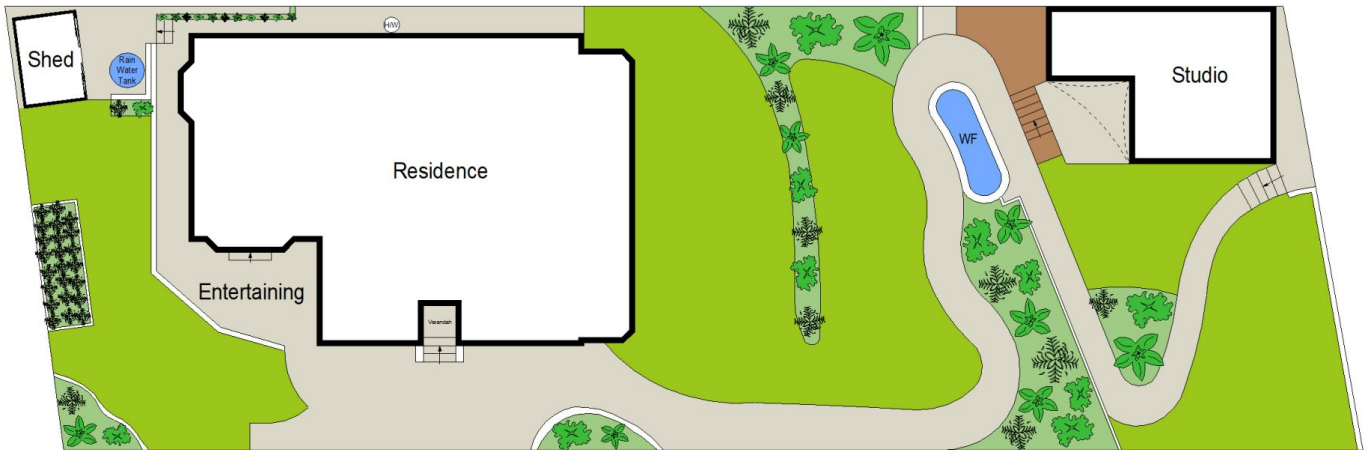 Shed
Rain
Water
Tank
H/W
Residence
Entertaining
Verandah
WF
Studio